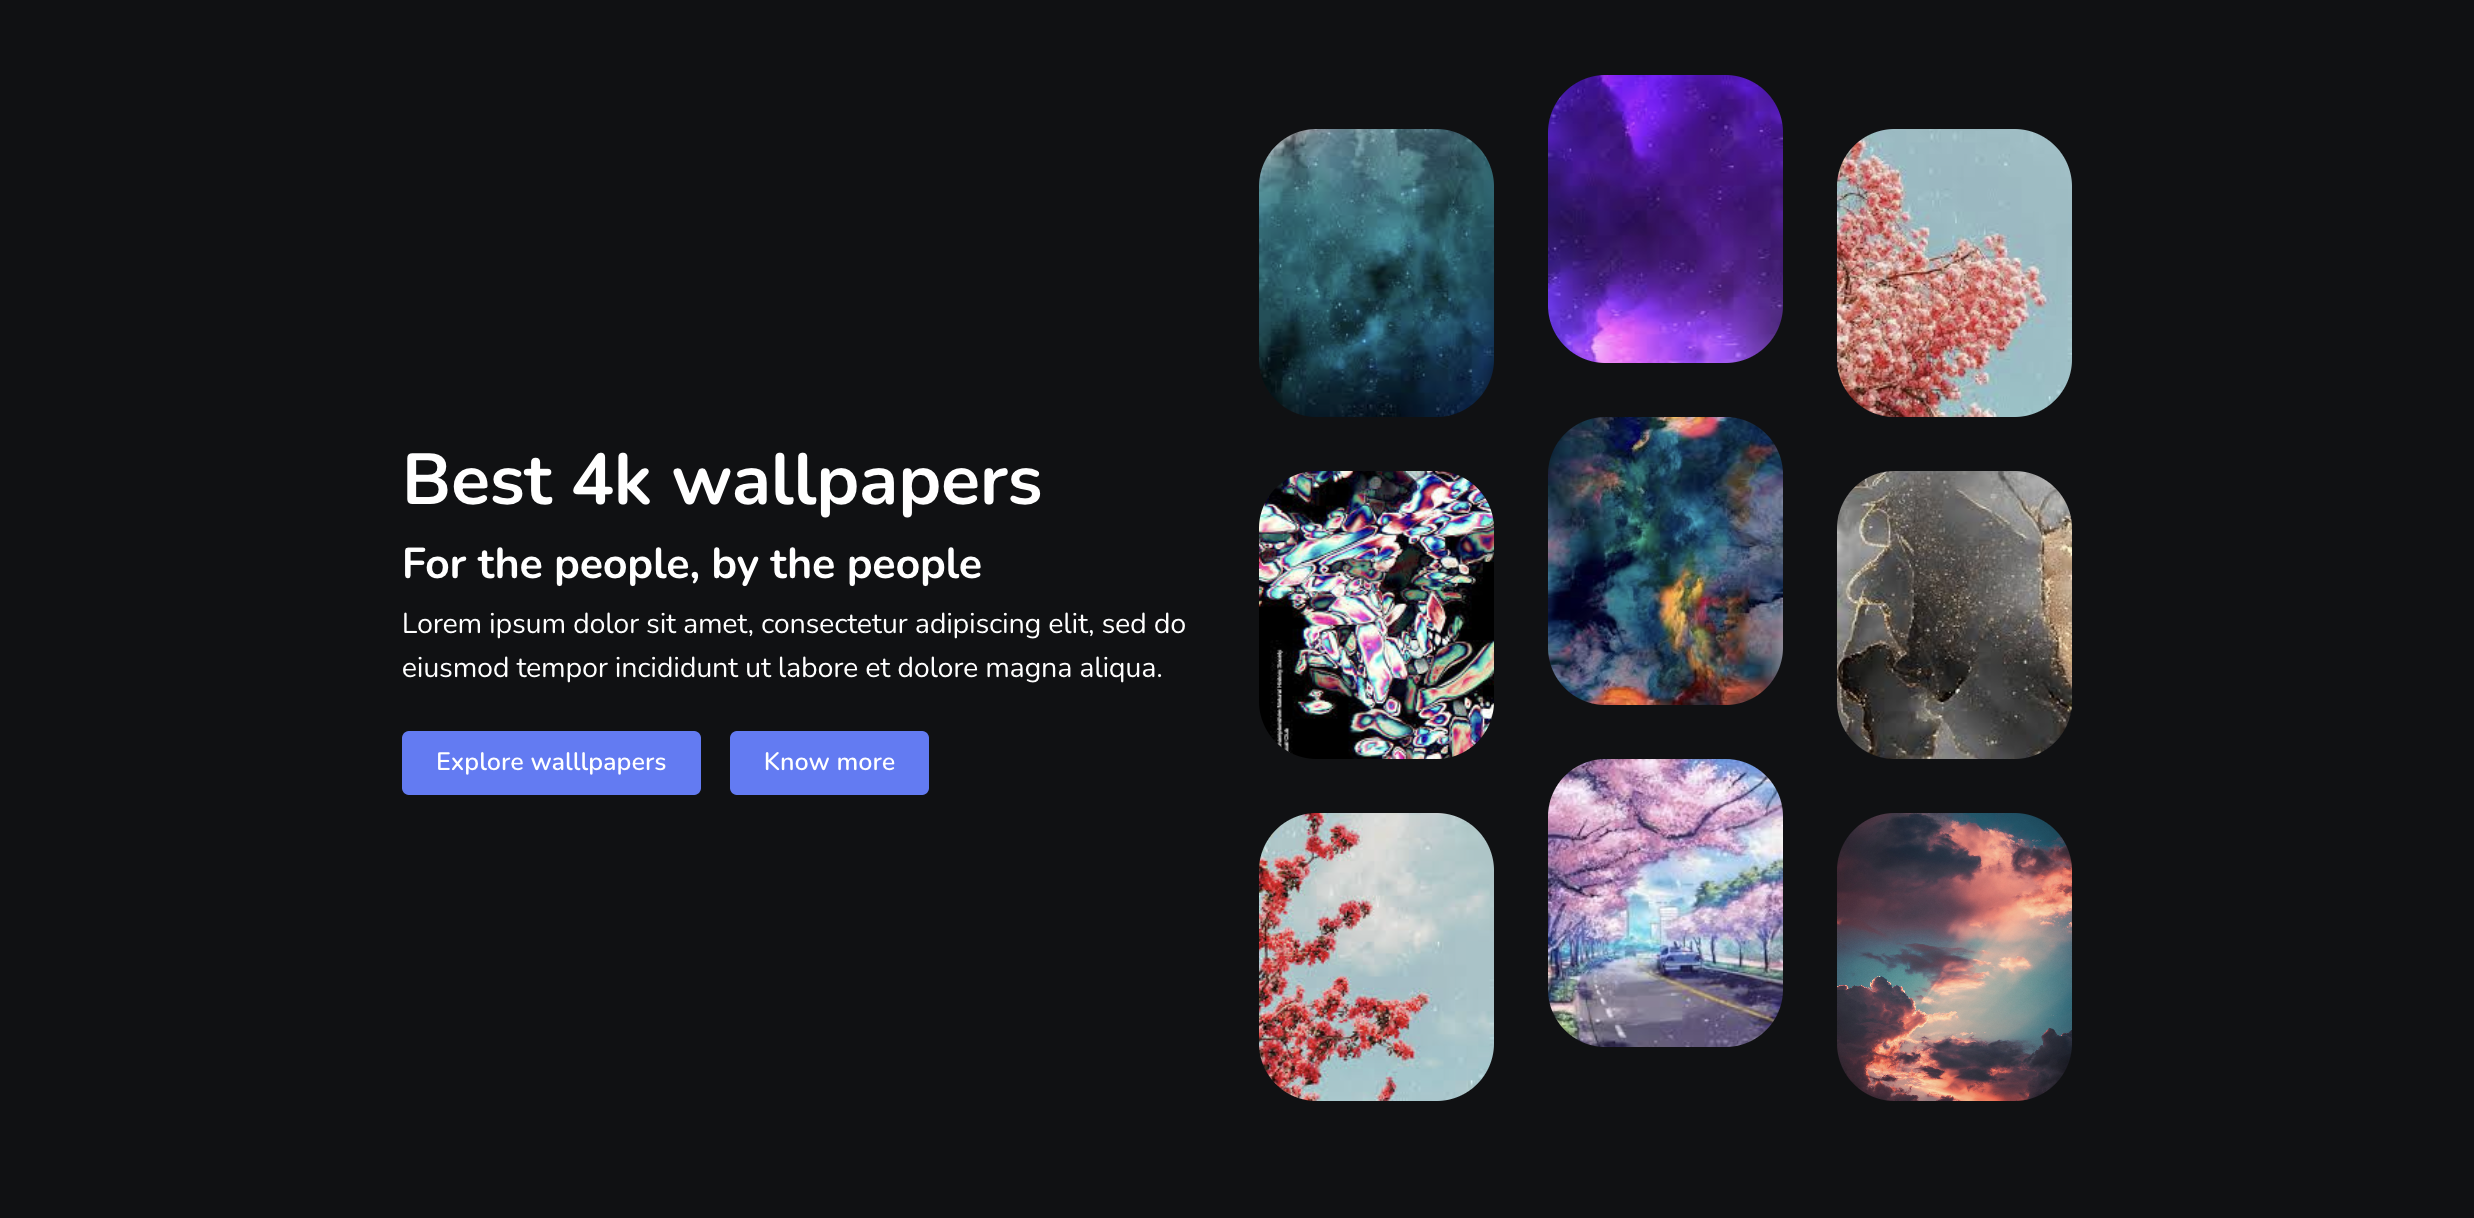 Best 4k wallpapers
For the people, by the people
Lorem ipsum dolor sit amet, consectetur adipiscing elit, sed do
eiusmod tempor incididunt ut labore et dolore magna aliqua.
Explore walllpapers
Know more